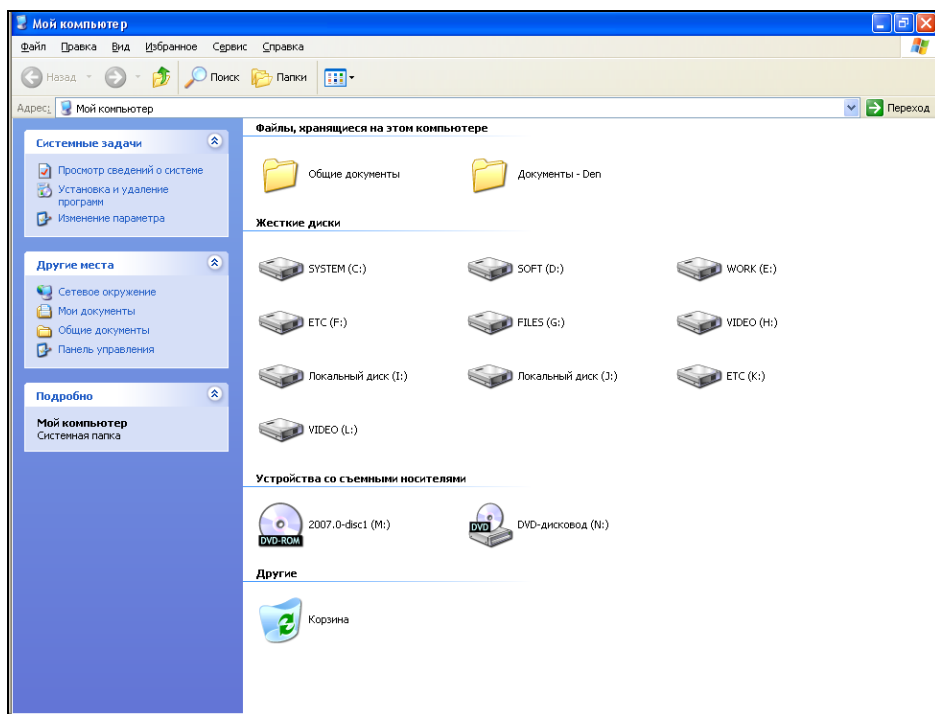 Мой компьютер
Файл Правка Вид Избранное Сервис Справка
Назад Поиск Папки
Адрес: Мой компьютер Переход
Системные задачи
Просмотр сведений о системе
Установка и удаление
программ
Изменение параметра
Другие места
Сетевое окружение
Мои документы
Общие документы
Панель управления
Подробно
Мой компьютер
Системная папка
Файлы, хранящиеся на этом компьютере
Общие документы Документы - Den
Жесткие диски
SYSTEM (C:) SOFT (D:) WORK (E:)
ETC (F:) FILES (G:) VIDEO (H:)
Локальный диск (I:) Локальный диск (J:) ETC (K:)
VIDEO (L:)
Устройства со съемными носителями
DVD-ROM 2007.0-disc1 (M:) DVD DVD-дисковод (N:)
Другие
Корзина